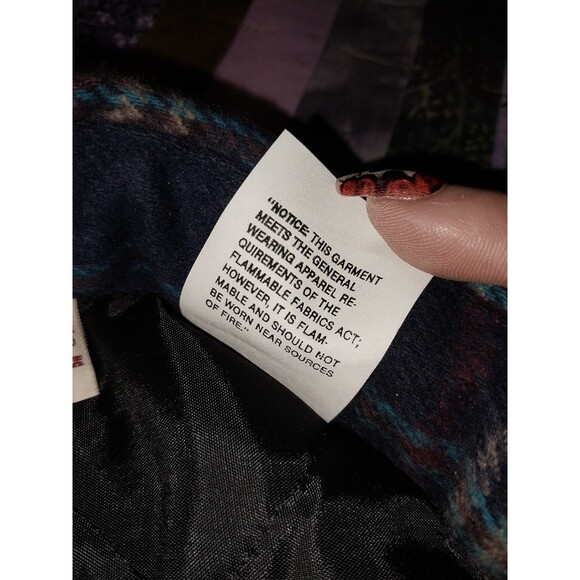 "NOTICE: THIS GARMENT
MEETS THE GENERAL
WEARING APPAREL RE-
QUIREMENTS OF THE
FLAMMABLE FABRICS ACT;
HOWEVER, IT IS FLAM-
MABLE AND SHOULD NOT
BE WORN NEAR SOURCES
OF FIRE."